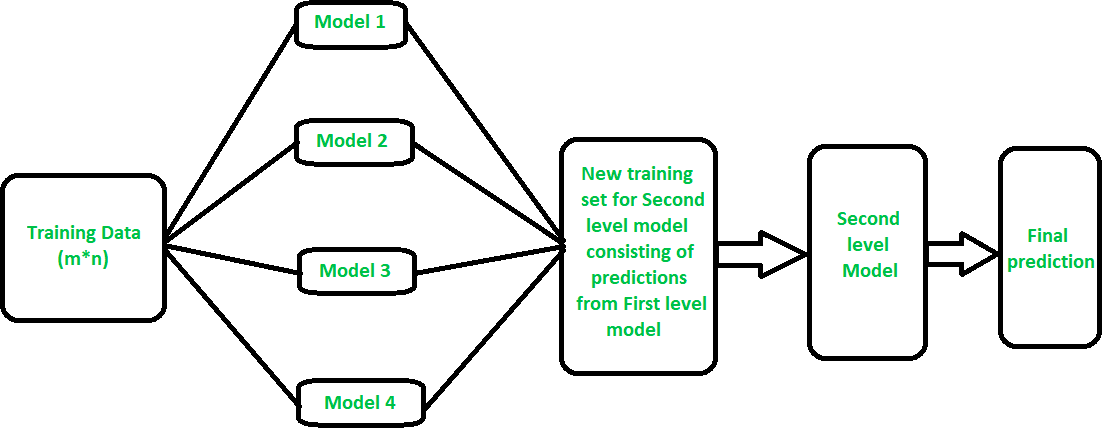 Model 1
Model 2
Training Data
(m*n)
Model 3
Model 4
New training
set for Second
level model
consisting of
predictions
from First level
model
Second
level
Model
Final
prediction